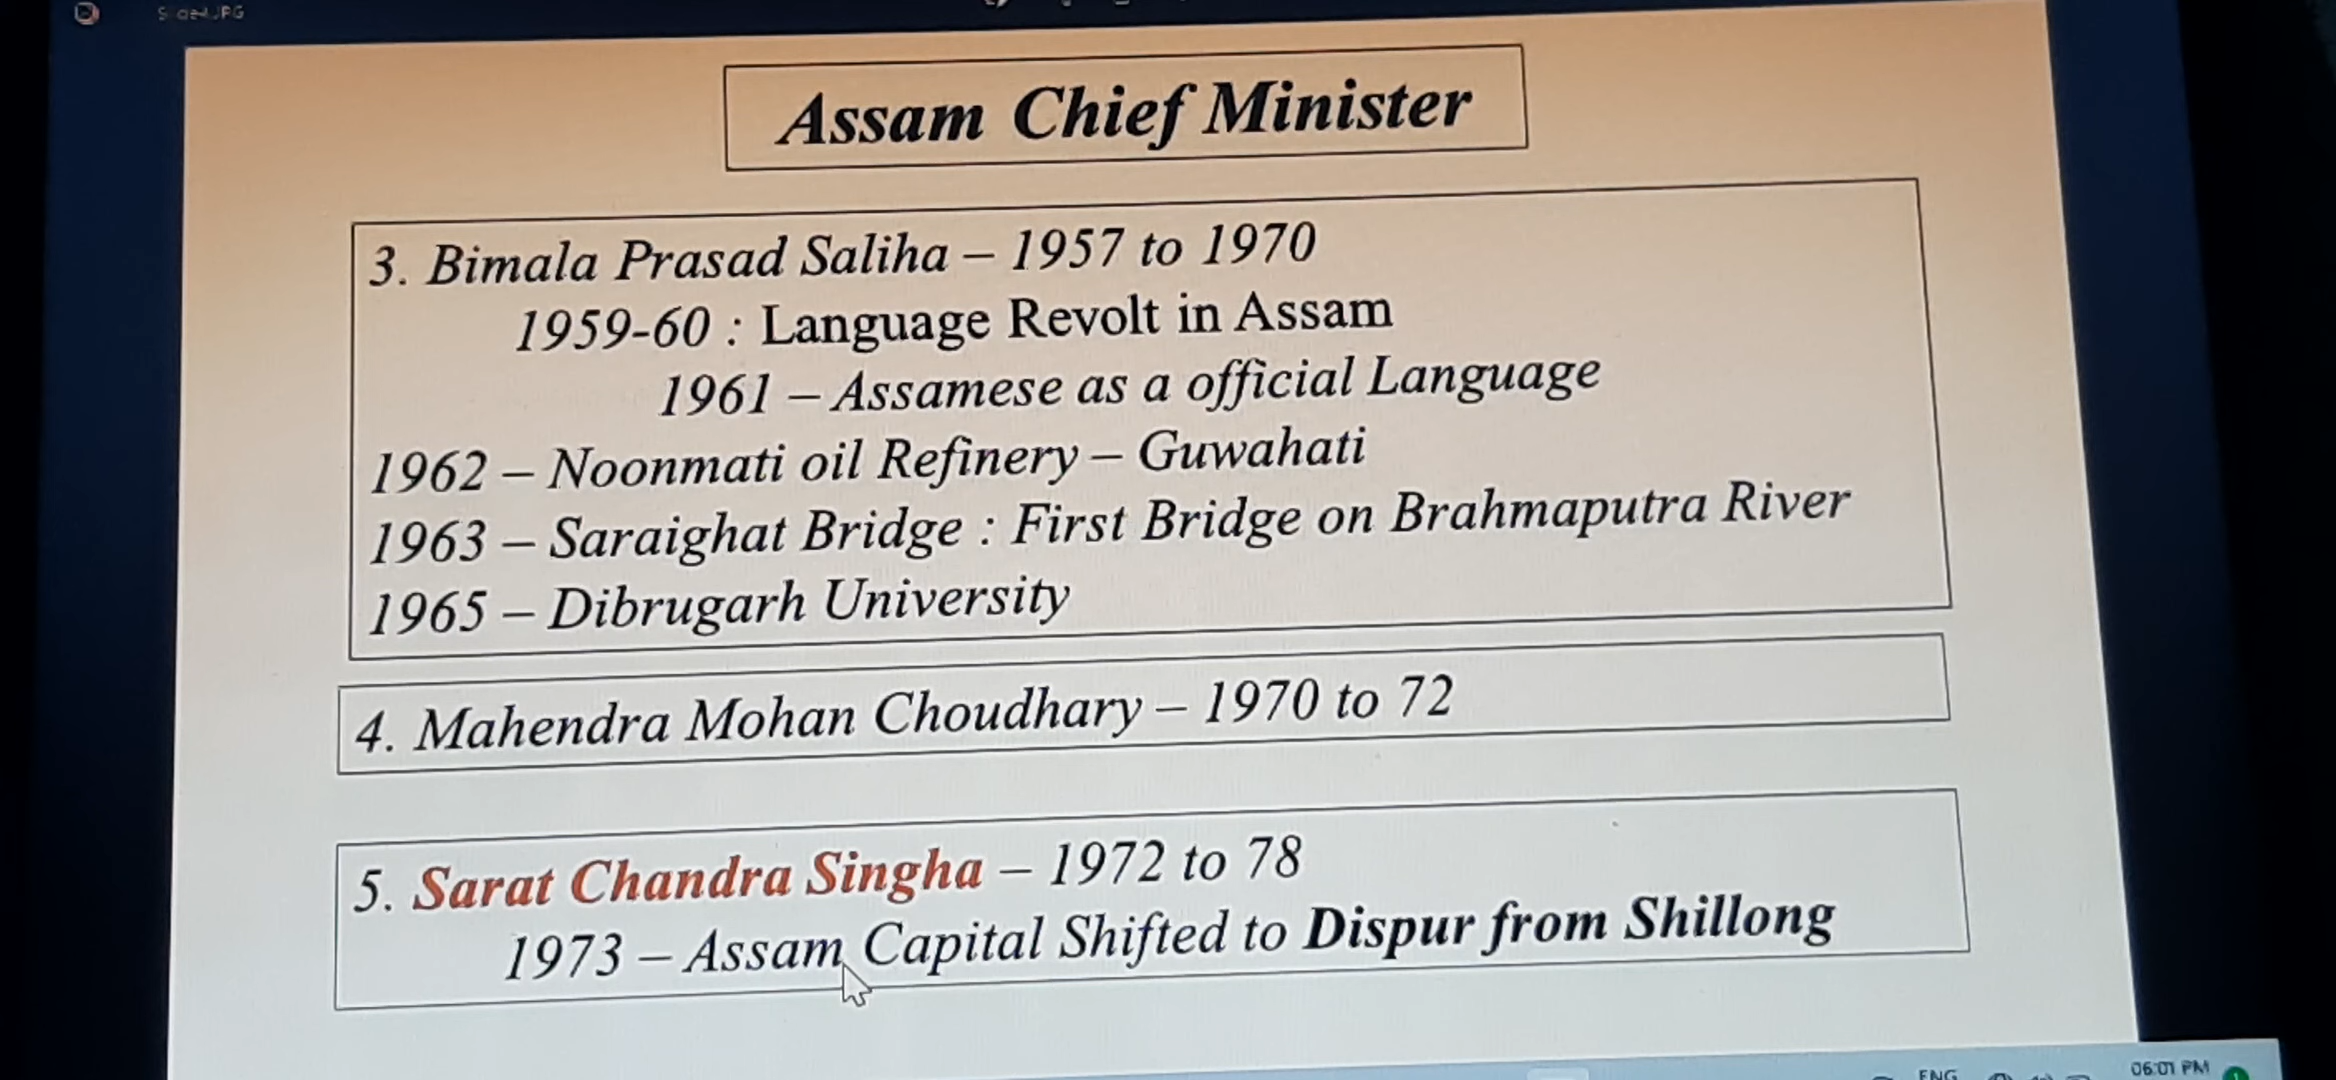 Assam Chief Minister
3. Bimala Prasad Saliha – 1957 to 1970
1959-60 : Language Revolt in Assam
1961 – Assamese as a official Language
1962 – Noonmati oil Refinery – Guwahati
1963 – Saraighat Bridge : First Bridge on Brahmaputra River
1965 – Dibrugarh University
4. Mahendra Mohan Choudhary – 1970 to 72
5. Sarat Chandra Singha – 1972 to 78
1973 – Assam Capital Shifted to Dispur from Shillong
ENG
06:01 PM